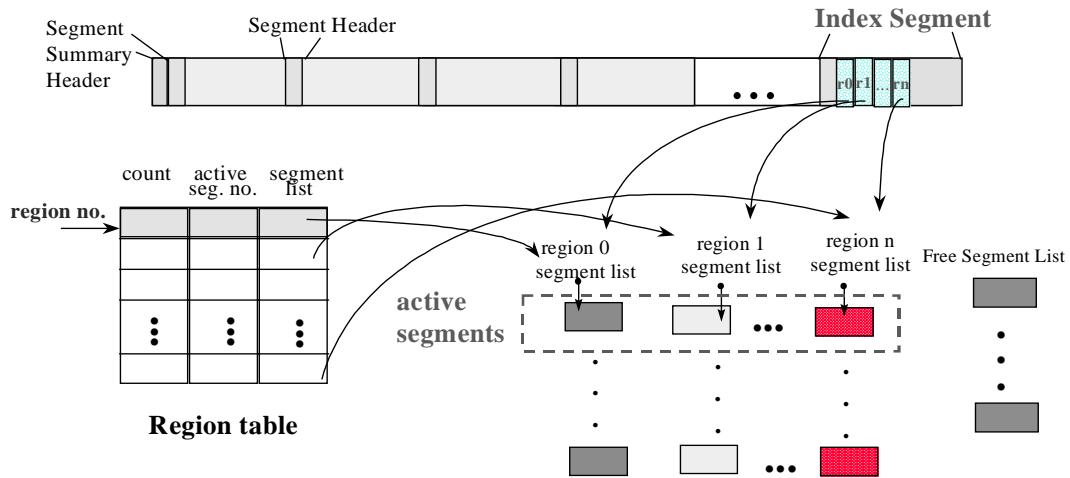 Index Segment
Segment
Summary
Header
Segment Header
r0 r1 ... rn
count
active
seg. no.
segment
list
region no.
region 0
segment list
region 1
segment list
region n
segment list
Free Segment List
active
segments
Region table